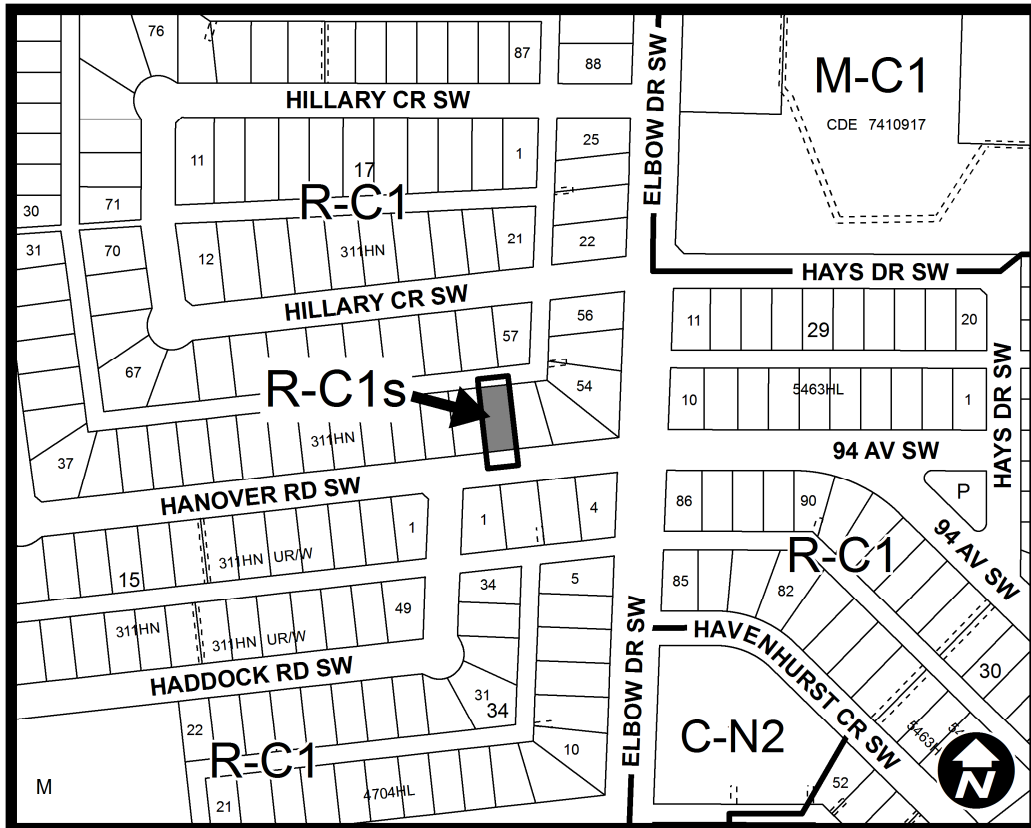 76
87
88
HILLARY CR SW
ELBOW DR SW
M-C1
CDE 7410917
11
17
1
25
R-C1
30
71
31
70
12
311HN
21
22
HAYS DR SW
HILLARY CR SW
57
56
11
29
20
67
R-C1s
54
10
5463HL
1
HAYS DR SW
37
311HN
94 AV SW
HANOVER RD SW
1
1
4
86
90
P
94 AV SW
311HN UR/W
R-C1
15
34
5
85
82
49
311HN
311HN UR/W
ELBOW DR SW
HAVENHURST CR SW
HADDOCK RD SW
31
34
30
22
R-C1
10
C-N2
5463H
54
N
M
21
4704HL
52